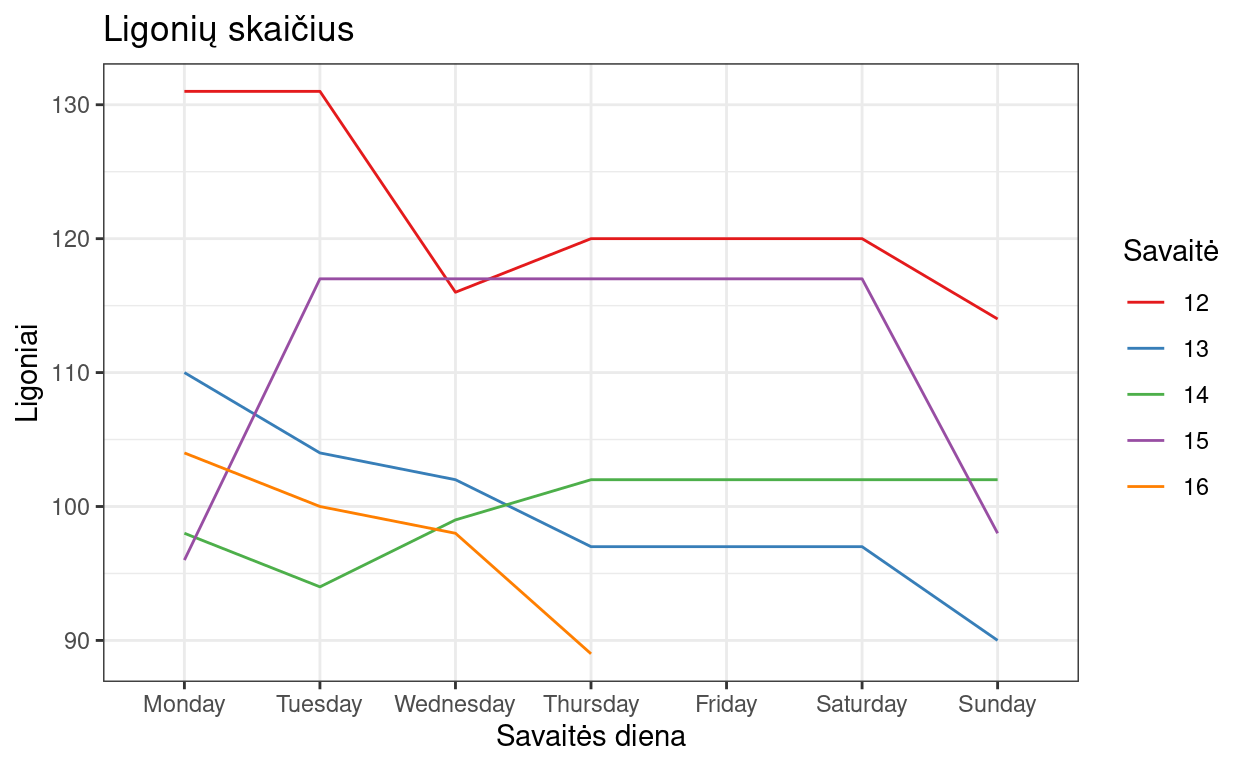 Ligonių skaičius
Ligoniai
130
120
110
100
90
Monday Tuesday Wednesday Thursday Friday Saturday Sunday
Savaitės diena
Savaitė
12
13
14
15
16